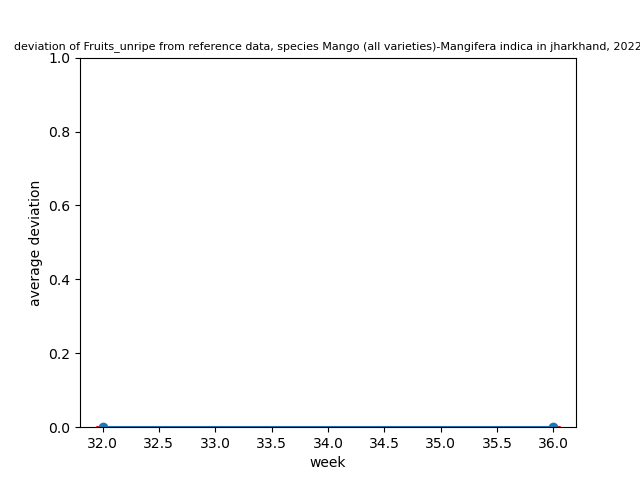 deviation of Fruits_unripe from reference data, species Mango (all varieties)-Mangifera indica in jharkhand, 2022
1.0
0.8
0.6
0.4
0.2
0.0
average deviation
32.0 32.5 33.0 33.5 34.0 34.5 35.0 35.5 36.0
week